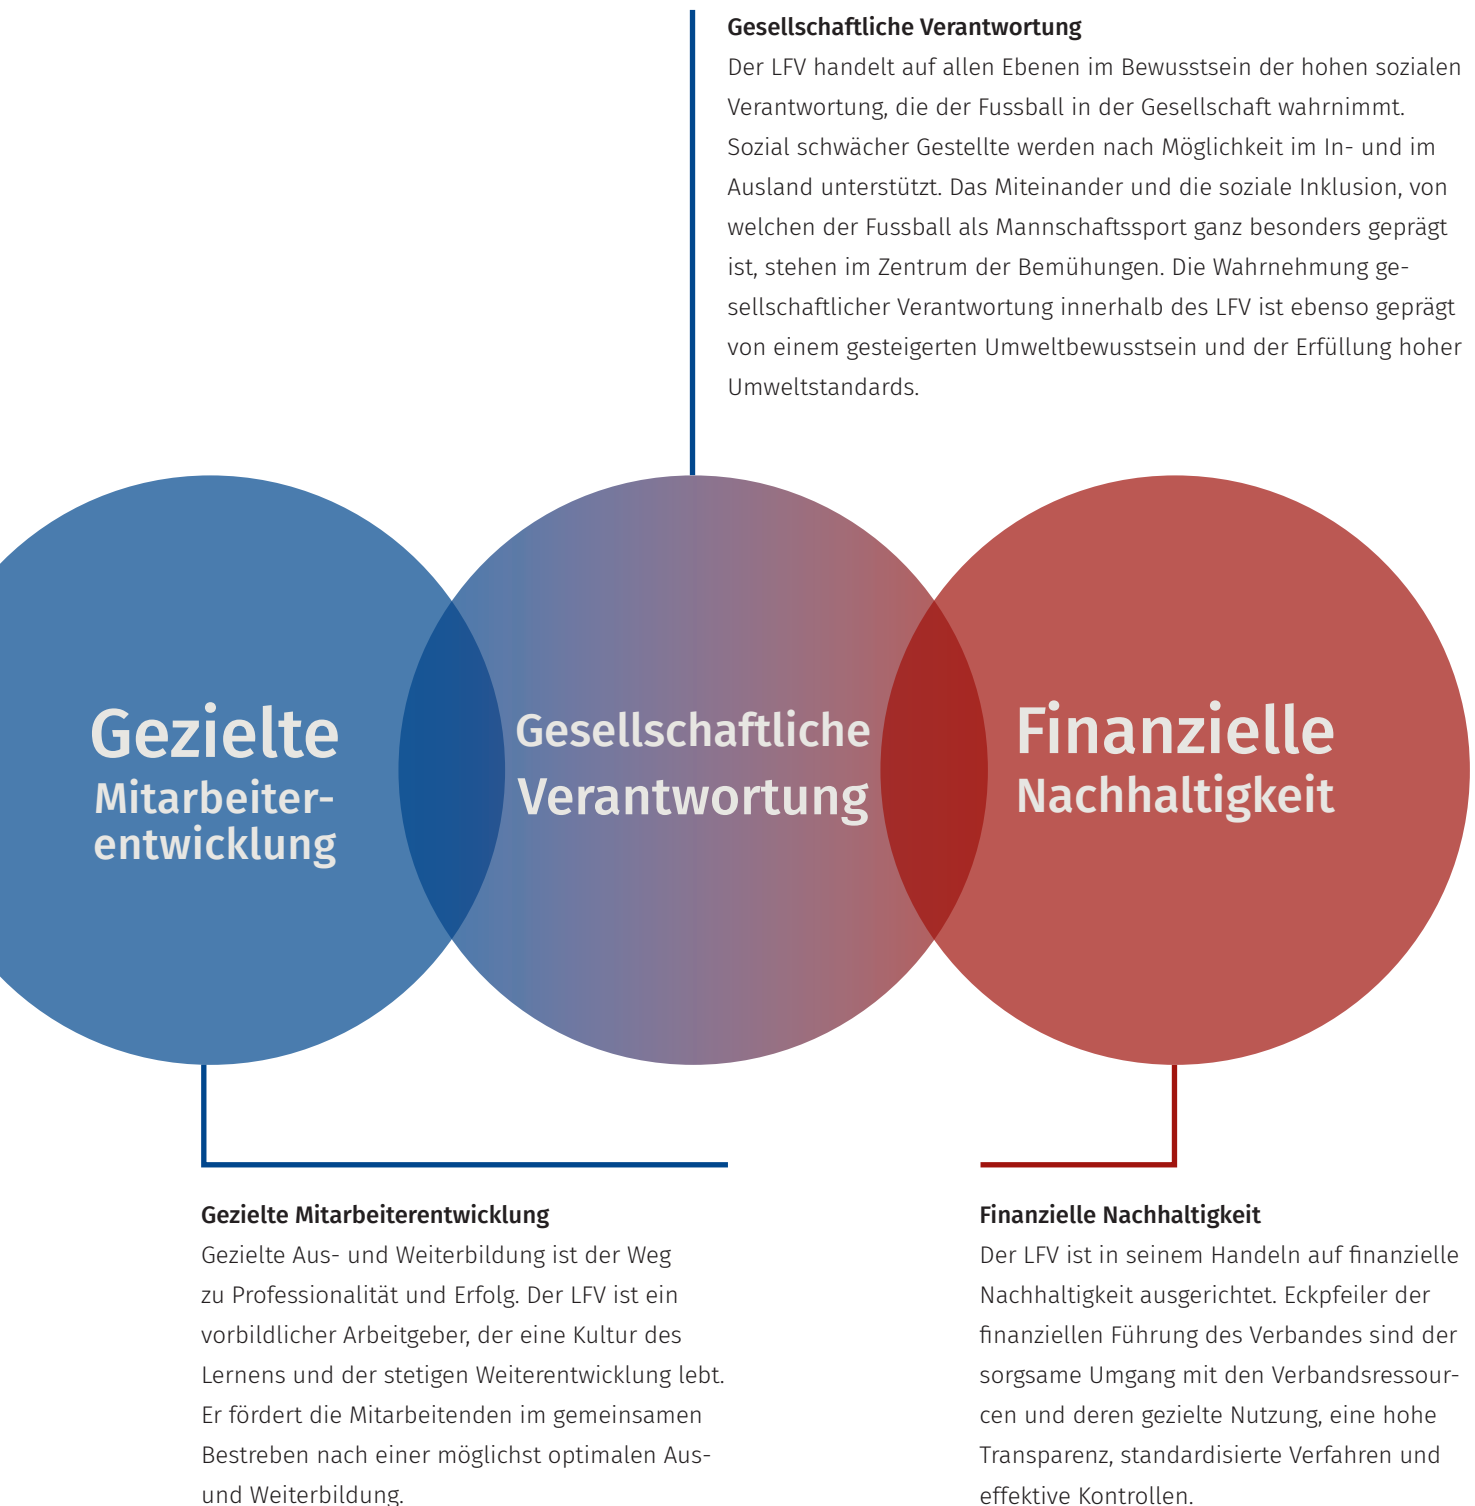 Gesellschaftliche Verantwortung
Der LFV handelt auf allen Ebenen im Bewusstsein der hohen sozialen
Verantwortung, die der Fussball in der Gesellschaft wahrnimmt.
Sozial schwächer Gestellte werden nach Möglichkeit im In- und im
Ausland unterstützt. Das Miteinander und die soziale Inklusion, von
welchen der Fussball als Mannschaftssport ganz besonders geprägt
ist, stehen im Zentrum der Bemühungen. Die Wahrnehmung ge-
sellschaftlicher Verantwortung innerhalb des LFV ist ebenso geprägt
von einem gesteigerten Umweltbewusstsein und der Erfüllung hoher
Umweltstandards.
Gezielte
Mitarbeiter-
entwicklung
Gesellschaftliche
Verantwortung
Finanzielle
Nachhaltigkeit
Gezielte Mitarbeiterentwicklung
Gezielte Aus- und Weiterbildung ist der Weg
zu Professionalität und Erfolg. Der LFV ist ein
vorbildlicher Arbeitgeber, der eine Kultur des
Lernens und der stetigen Weiterentwicklung lebt.
Er fördert die Mitarbeitenden im gemeinsamen
Bestreben nach einer möglichst optimalen Aus-
und Weiterbildung.
Finanzielle Nachhaltigkeit
Der LFV ist in seinem Handeln auf finanzielle
Nachhaltigkeit ausgerichtet. Eckpfeiler der
finanziellen Führung des Verbandes sind der
sorgsame Umgang mit den Verbandsressour-
cen und deren gezielte Nutzung, eine hohe
Transparenz, standardisierte Verfahren und
effektive Kontrollen.